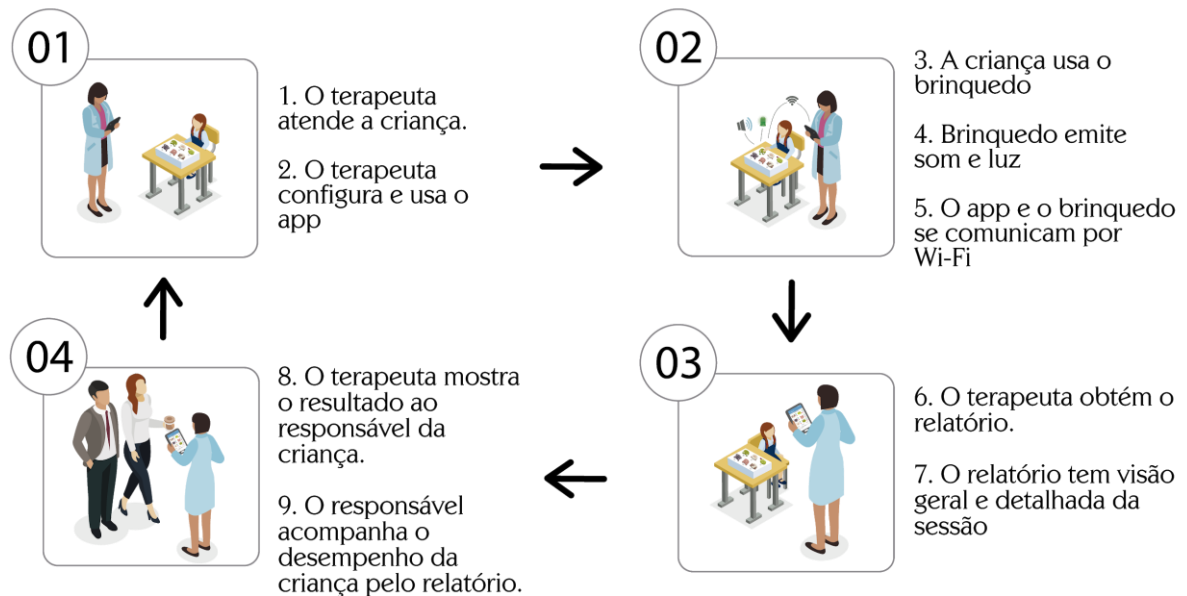 01
1. O terapeuta
atende a criança.
2. O terapeuta
configura e usa o
app
02
3. A criança usa o
brinquedo
4. Brinquedo emite
som e luz
5. O app e o brinquedo
se comunicam por
Wi-Fi
03
6. O terapeuta obtém o
relatório.
7. O relatório tem visão
geral e detalhada da
sessão
04
8. O terapeuta mostra
o resultado ao
responsável da
criança.
9. O responsável
acompanha o
desempenho da
criança pelo relatório.